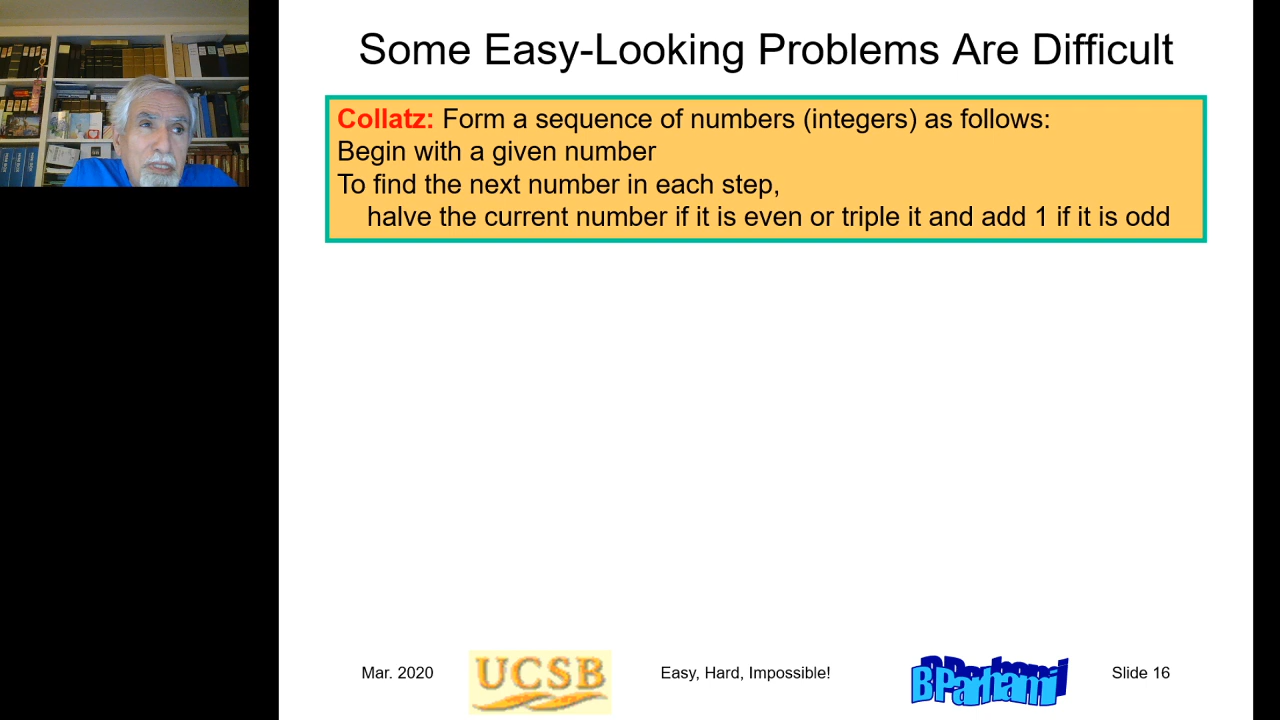 Some Easy-Looking Problems Are Difficult
Collatz: Form a sequence of numbers (integers) as follows:
Begin with a given number
To find the next number in each step,
halve the current number if it is even or triple it and add 1 if it is odd
Mar. 2020
UCSB
Easy, Hard, Impossible!
B Parhami
Slide 16